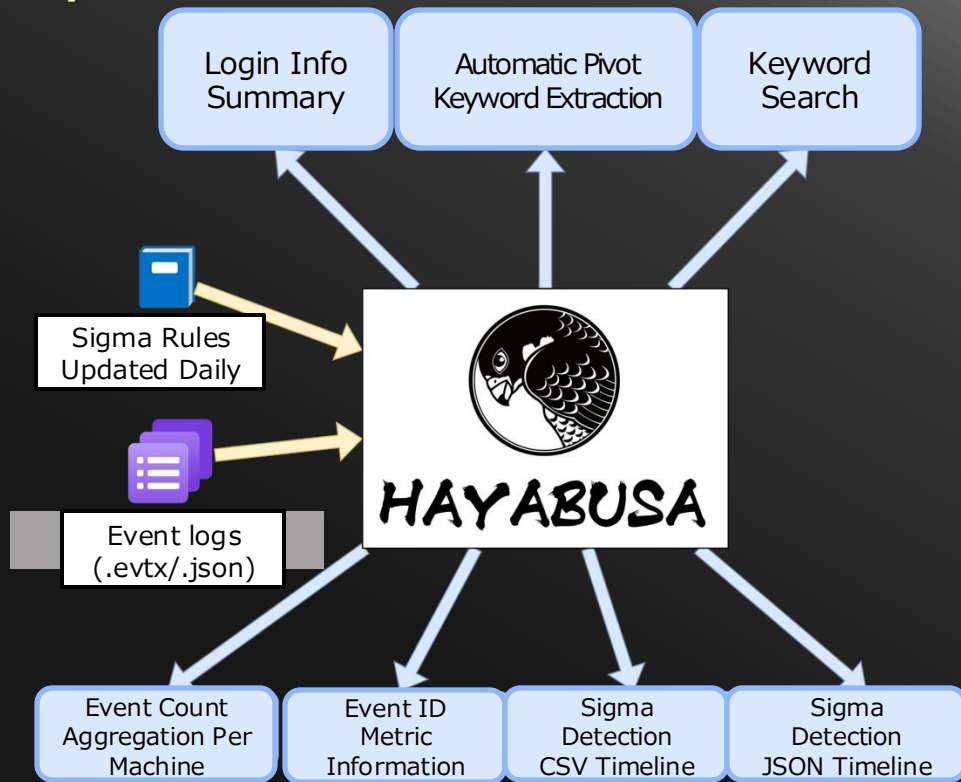 Login Info
Summary
Automatic Pivot
Keyword Extraction
Keyword
Search
Sigma Rules
Updated Daily
HAYABUSA
Event logs
(.evtx/.json)
Event Count
Aggregation Per
Machine
Event ID
Metric
Information
Sigma
Detection
CSV Timeline
Sigma
Detection
JSON Timeline